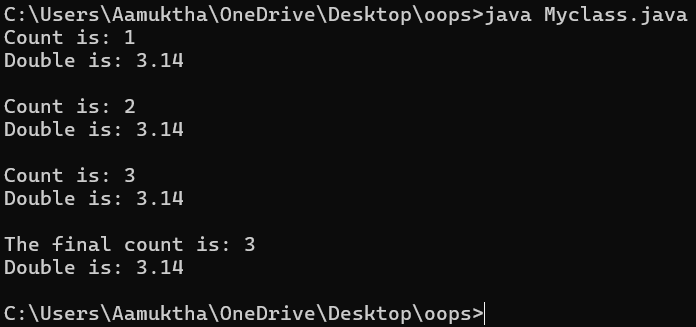 C:\Users\Aamuktha\OneDrive\Desktop\oops>java Myclass.java
Count is: 1
Double is: 3.14
Count is: 2
Double is: 3.14
Count is: 3
Double is: 3.14
The final count is: 3
Double is: 3.14
C:\Users\Aamuktha\OneDrive\Desktop\oops>